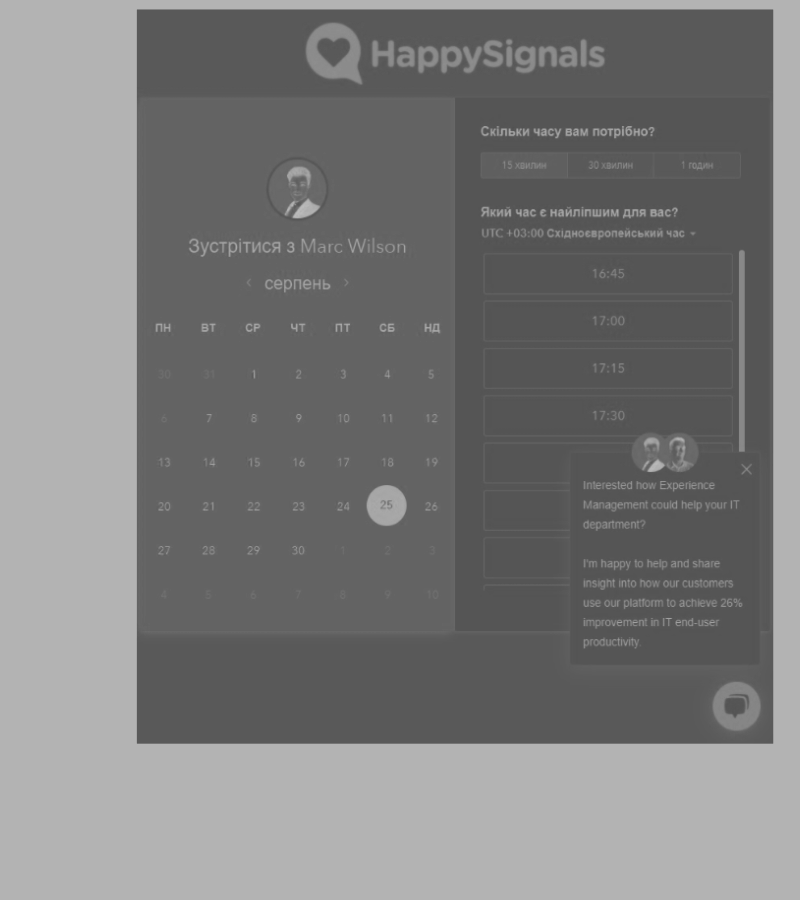 HappySignals
Зустрітися з Marc Wilson
‹ серпень ›
ПН ВТ СР ЧТ ПТ СБ НД
30 31 1 2 3 4 5
6 7 8 9 10 11 12
13 14 15 16 17 18 19
20 21 22 23 24 25 26
27 28 29 30 1 2 3
4 5 6 7 8 9 10
Скільки часу вам потрібно?
15 хвилин 30 хвилин 1 годин
Який час є найліпшим для вас?
UTC +03:00 Східноєвропейський час
16:45
17:00
17:15
17:30
Interested how Experience
Management could help your IT
department?
I'm happy to help and share
insight into how our customers
use our platform to achieve 26%
improvement in IT end-user
productivity.